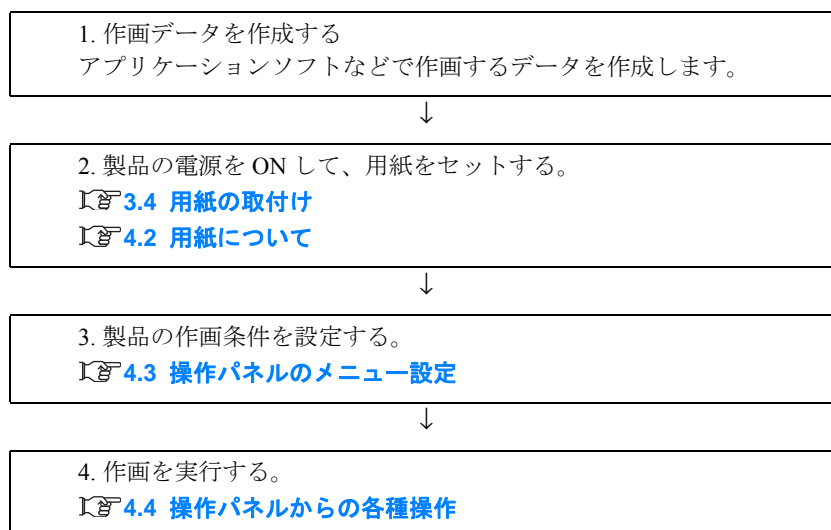 1. 作画データを作成する
アプリケーションソフトなどで作画するデータを作成します。
↓
2. 製品の電源を ON して、用紙をセットする。
3.4 用紙の取付け
4.2 用紙について
↓
3. 製品の作画条件を設定する。
4.3 操作パネルのメニュー設定
↓
4. 作画を実行する。
4.4 操作パネルからの各種操作